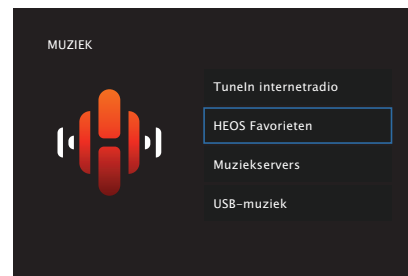 MUZIEK
TuneIn internetradio
HEOS Favorieten
Muziekservers
USB-muziek